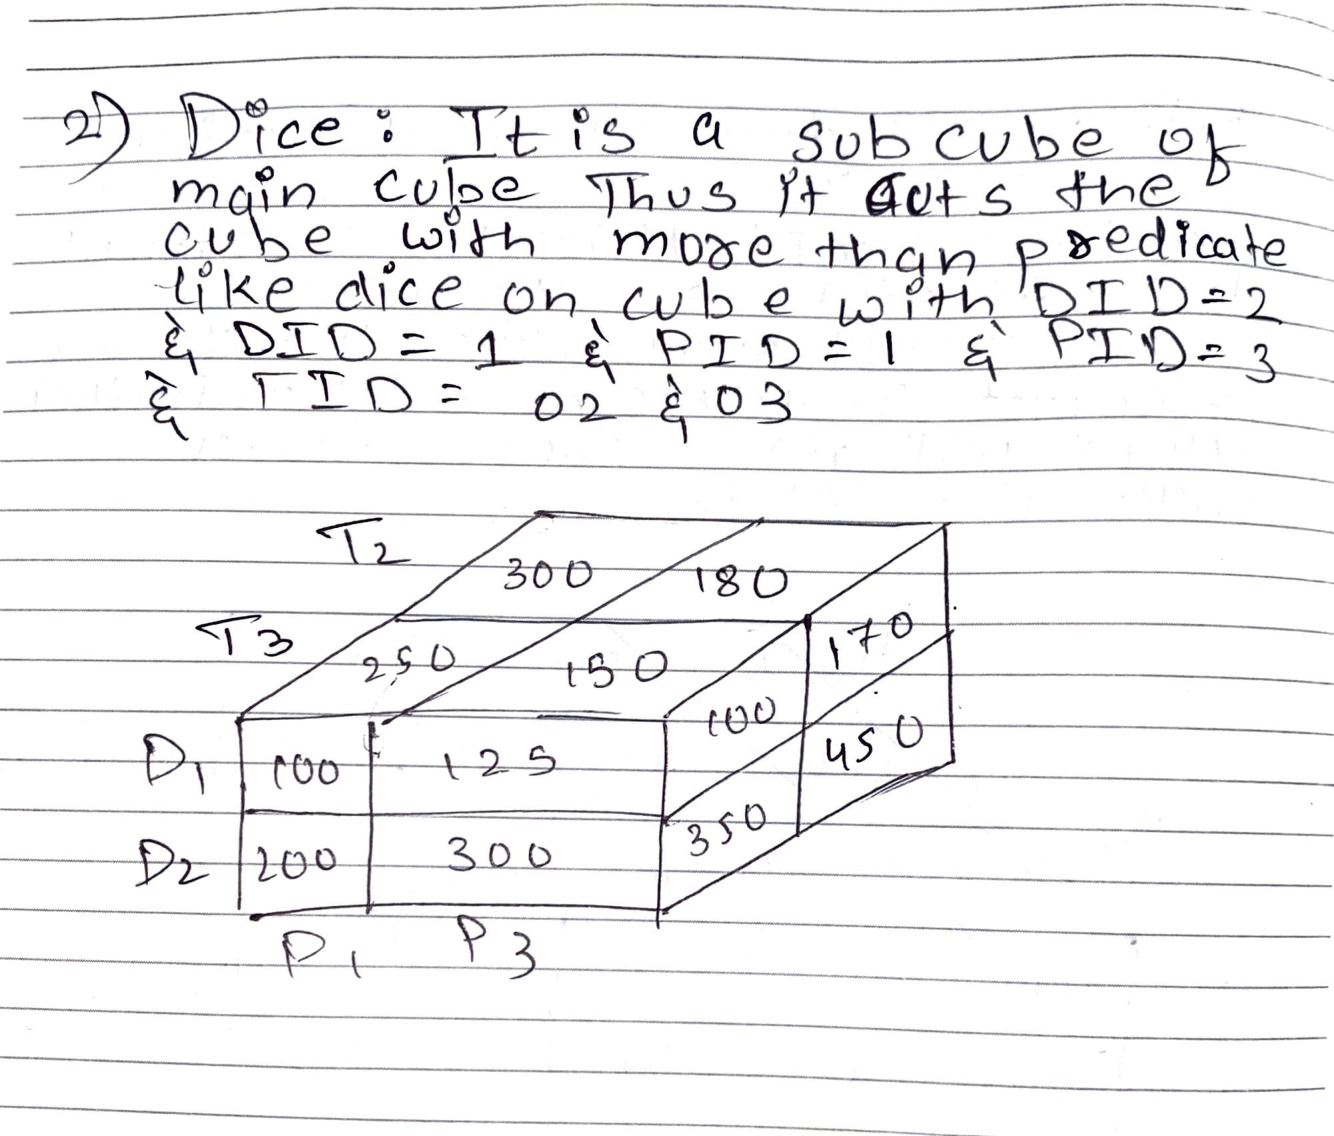 2) Dice : It is a sub cube of
main cube Thus it cuts the
cube with more than predicate
like dice on cube with DID=2
& DID = 1 & PID = 1 & PID = 3
& TID = 02 & 03
T2
300 180
T3
250 150
170
100
D1 100 125
450
350
D2 200 300
P1 P3